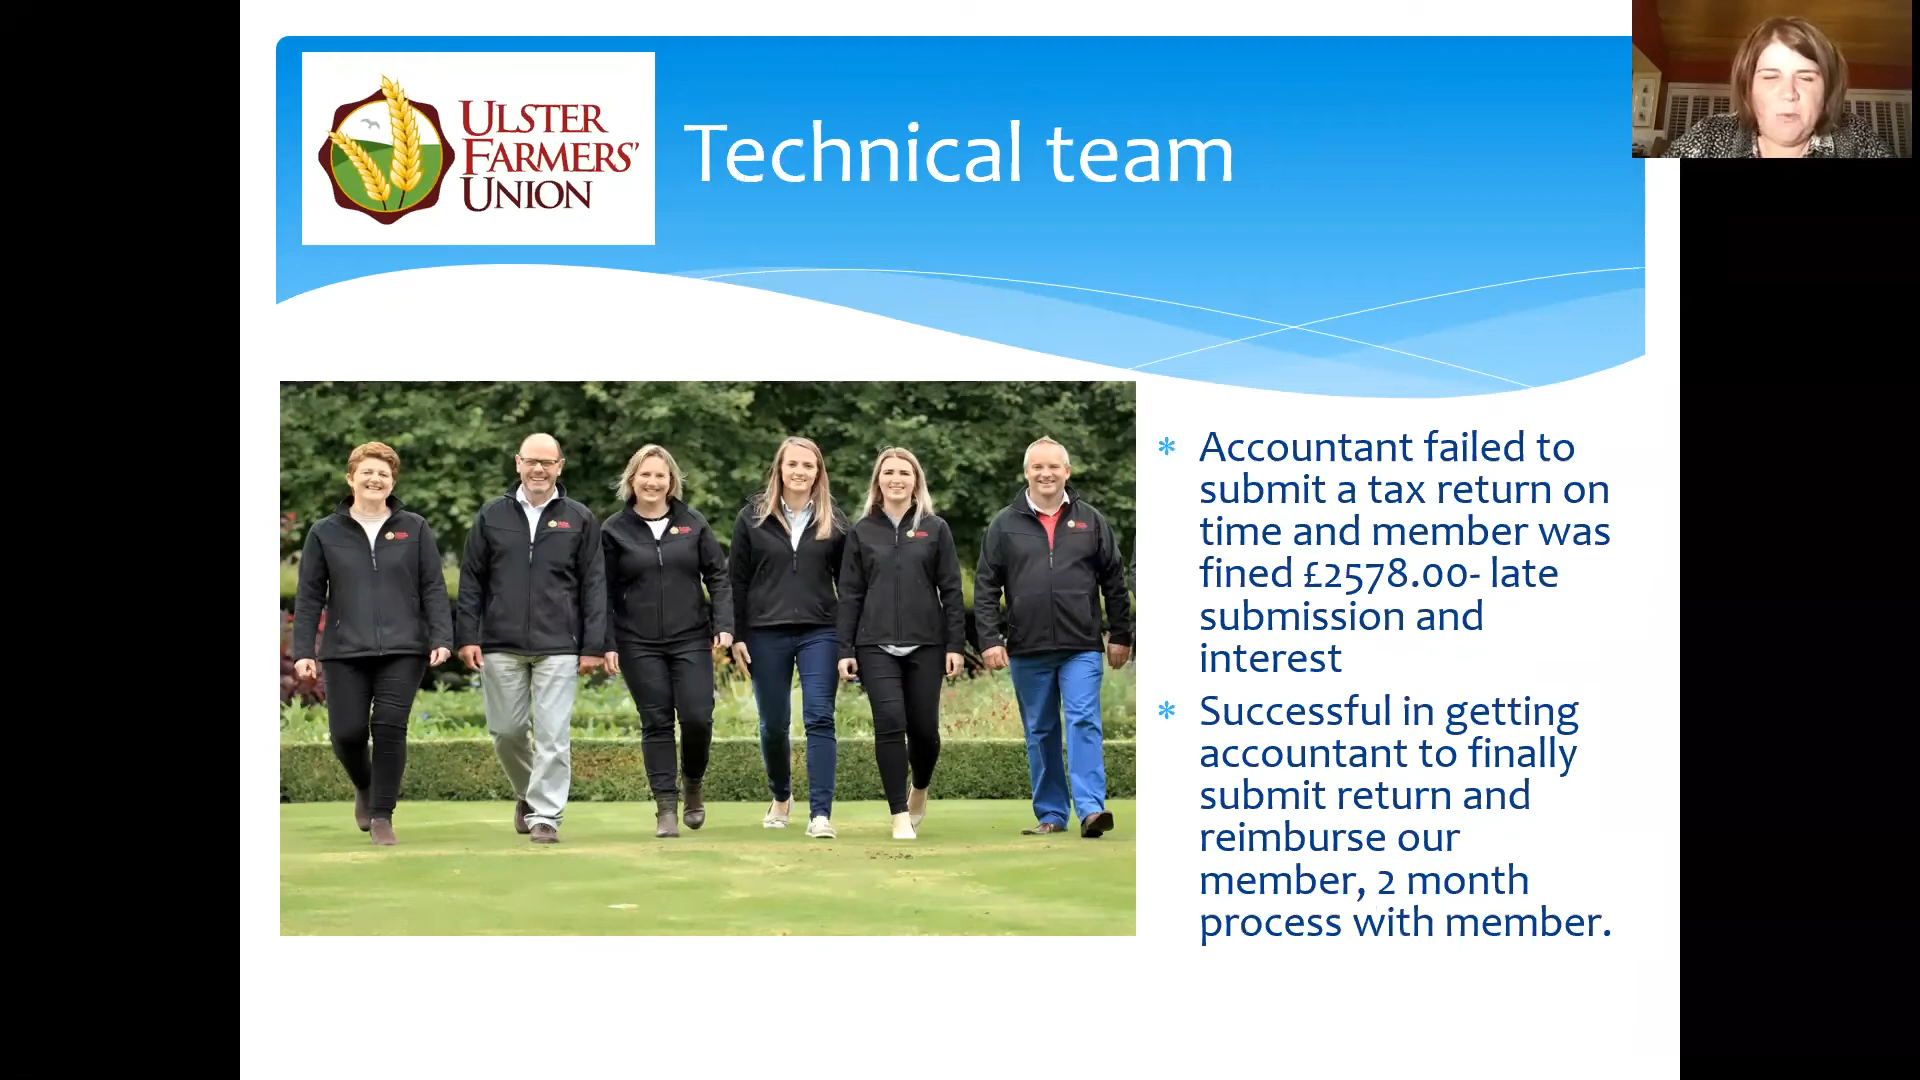 ULSTER
FARMERS'
UNION
Technical team
* Accountant failed to
submit a tax return on
time and member was
fined £2578.00- late
submission and
interest
* Successful in getting
accountant to finally
submit return and
reimburse our
member, 2 month
process with member.